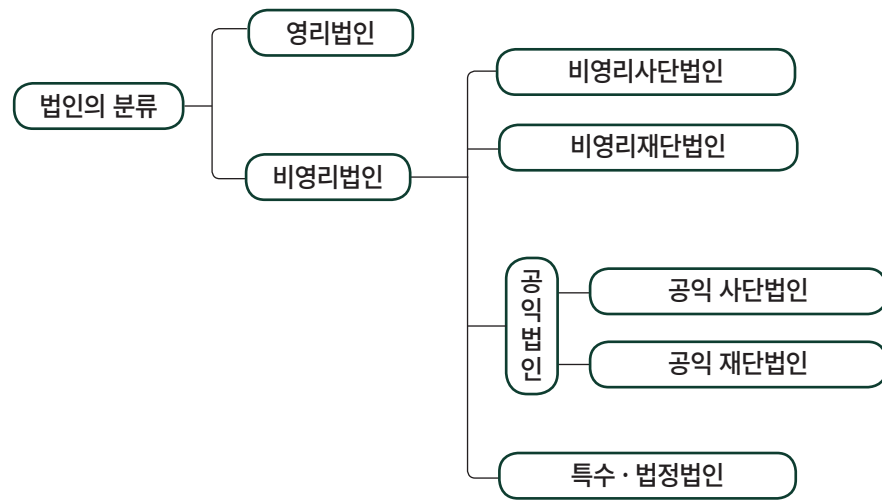 법인의 분류
영리법인
비영리법인
비영리사단법인
비영리재단법인
공익법인
공익 사단법인
공익 재단법인
특수 · 법정법인